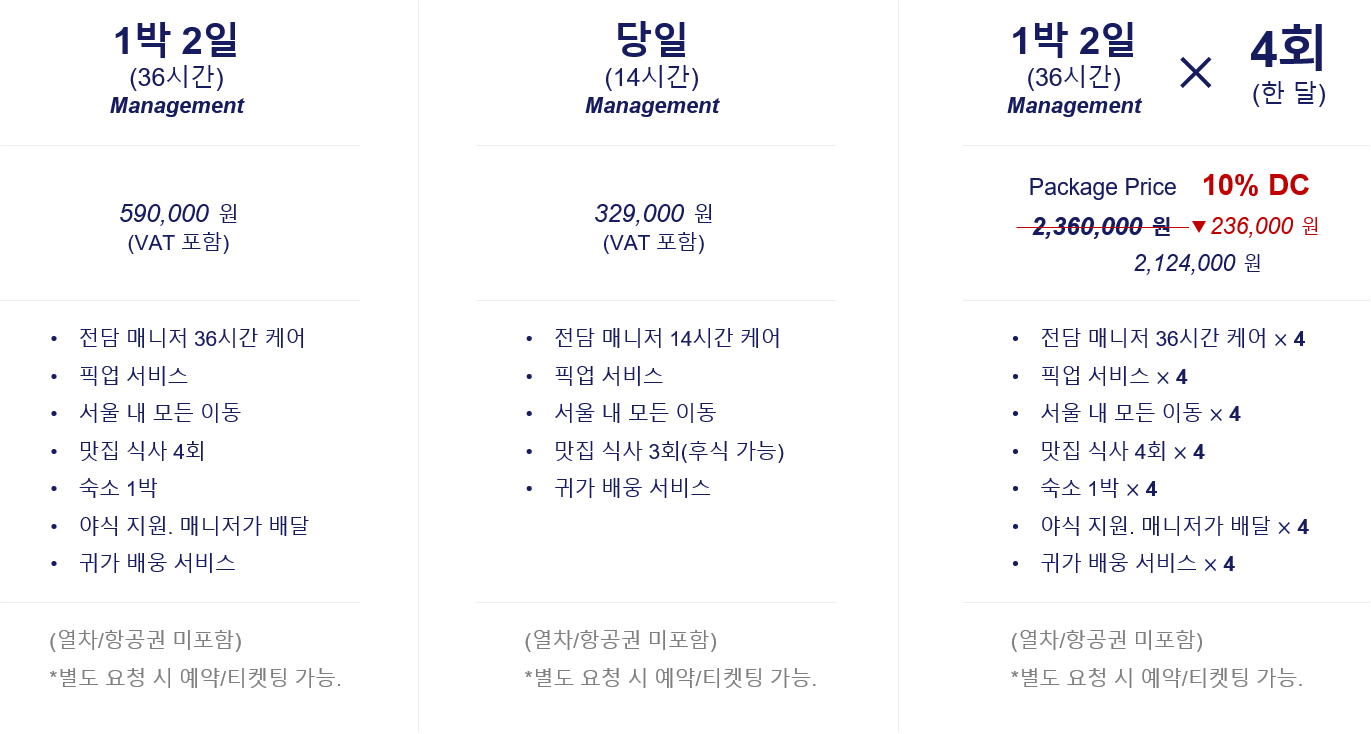 1박 2일
(36시간)
Management
590,000 원
(VAT 포함)
• 전담 매니저 36시간 케어
• 픽업 서비스
• 서울 내 모든 이동
• 맛집 식사 4회
• 숙소 1박
• 야식 지원. 매니저가 배달
• 귀가 배웅 서비스
(열차/항공권 미포함)
*별도 요청 시 예약/티켓팅 가능.
당일
(14시간)
Management
329,000 원
(VAT 포함)
• 전담 매니저 14시간 케어
• 픽업 서비스
• 서울 내 모든 이동
• 맛집 식사 3회(후식 가능)
• 귀가 배웅 서비스
(열차/항공권 미포함)
*별도 요청 시 예약/티켓팅 가능.
1박 2일
(36시간)
Management
×
4회
(한 달)
Package Price 10% DC
2,360,000 원 ▼236,000 원
2,124,000 원
• 전담 매니저 36시간 케어 × 4
• 픽업 서비스 × 4
• 서울 내 모든 이동 × 4
• 맛집 식사 4회 × 4
• 숙소 1박 × 4
• 야식 지원. 매니저가 배달 × 4
• 귀가 배웅 서비스 × 4
(열차/항공권 미포함)
*별도 요청 시 예약/티켓팅 가능.